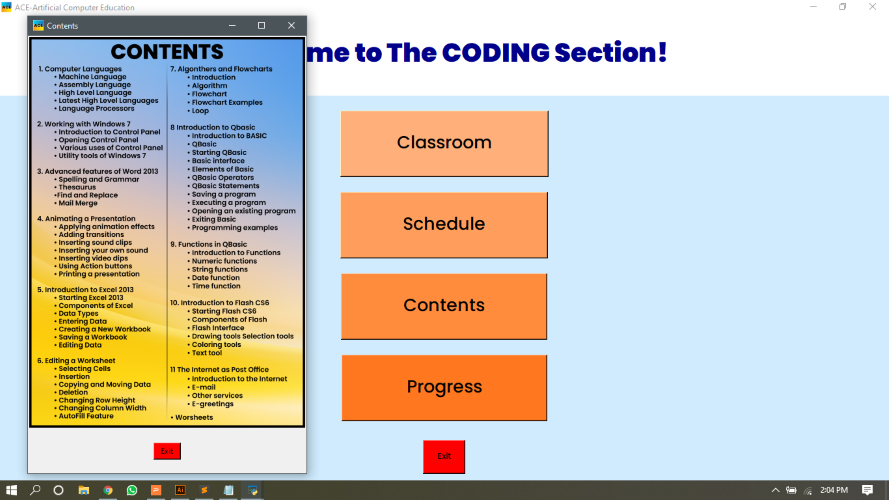 ACE-Artificial Computer Education
Contents
me to The CODING Section!
CONTENTS
1. Computer Languages
• Machine Language
• Assembly Language
• High Level Language
• Latest High Level Languages
• Language Processors
2. Working with Windows 7
• Introduction to Control Panel
• Opening Control Panel
• Various uses of Control Panel
• Utility tools of Windows 7
3. Advanced features of Word 2013
• Spelling and Grammar
• Thesaurus
•Find and Replace
• Mail Merge
4. Animating a Presentation
• Applying animation effects
• Adding transitions
• Inserting sound clips
• Inserting your own sound
• Inserting video dips
• Using Action buttons
• Printing a presentation
5. Introduction to Excel 2013
• Starting Excel 2013
• Components of Excel
• Data Types
• Entering Data
• Creating a New Workbook
• Saving a Workbook
• Editing Data
6. Editing a Worksheet
• Selecting Cells
• Insertion
• Copying and Moving Data
• Deletion
• Changing Row Height
• Changing Column Width
• AutoFill Feature
7. Algonthers and Flowcharts
• Introduction
• Algorithm
• Flowchart
• Flowchart Examples
• Loop
8 Introduction to Qbasic
• Introduction to BASIC
• QBasic
• Starting QBasic
• Basic interface
• Elements of Basic
• QBasic Operators
• QBasic Statements
• Saving a program
• Executing a program
• Opening an existing program
• Exiting Basic
• Programming examples
9. Functions in QBasic
• Introduction to Functions
• Numeric functions
• String functions
• Date function
• Time function
10. Introduction to Flash CS6
• Starting Flash CS6
• Components of Flash
• Flash Interface
• Drawing tools Selection tools
• Coloring tools
• Text tool
11 The Internet as Post Office
• Introduction to the Internet
• E-mail
• Other services
• E-greetings
• Worsheets
Exit
Classroom
Schedule
Contents
Progress
Exit
2:04 PM